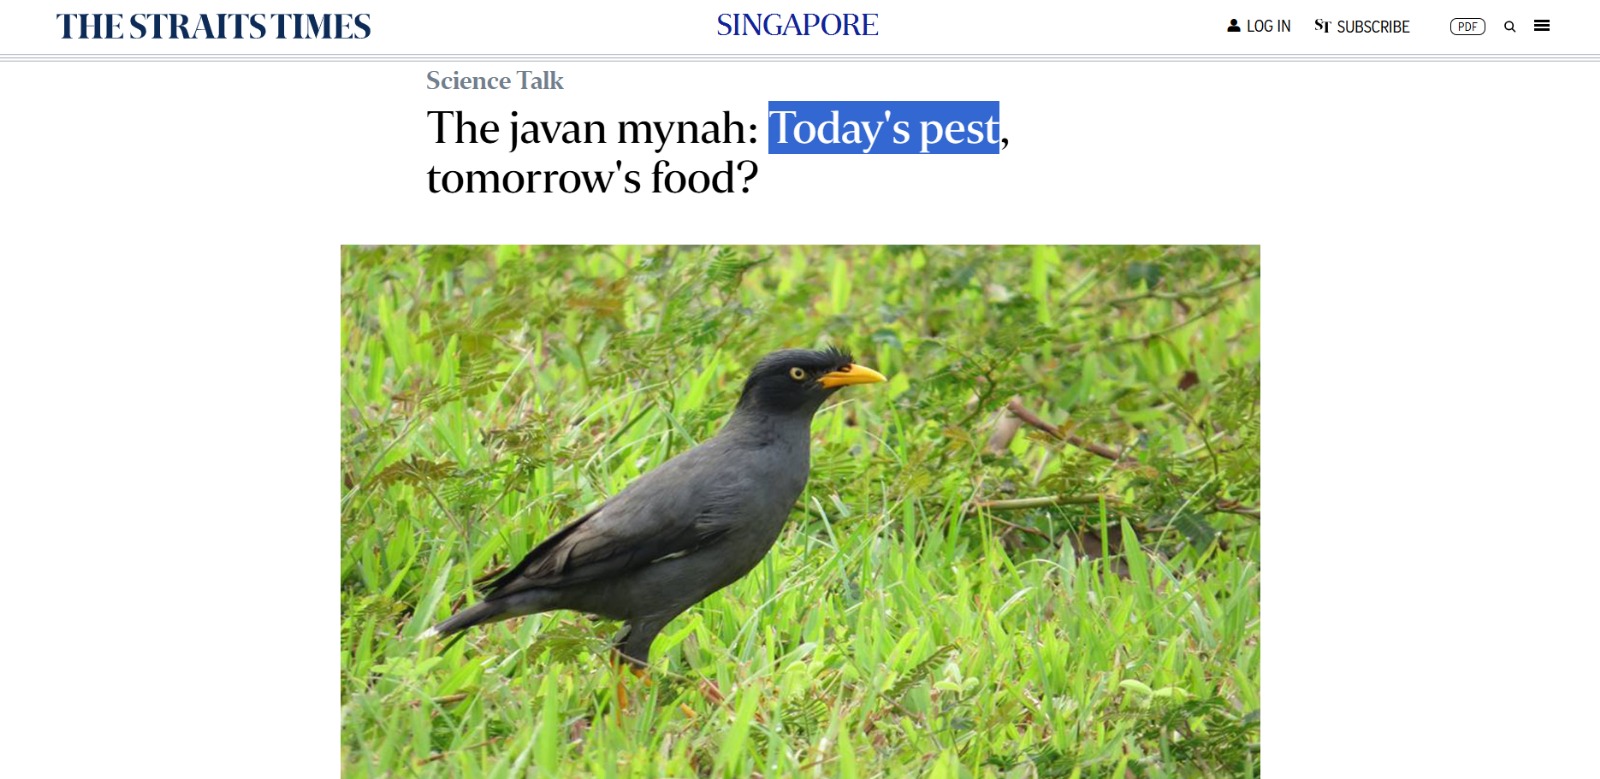 THE STRAITS TIMES
SINGAPORE
LOG IN
ST SUBSCRIBE
PDF
Science Talk
The javan mynah: Today's pest,
tomorrow's food?